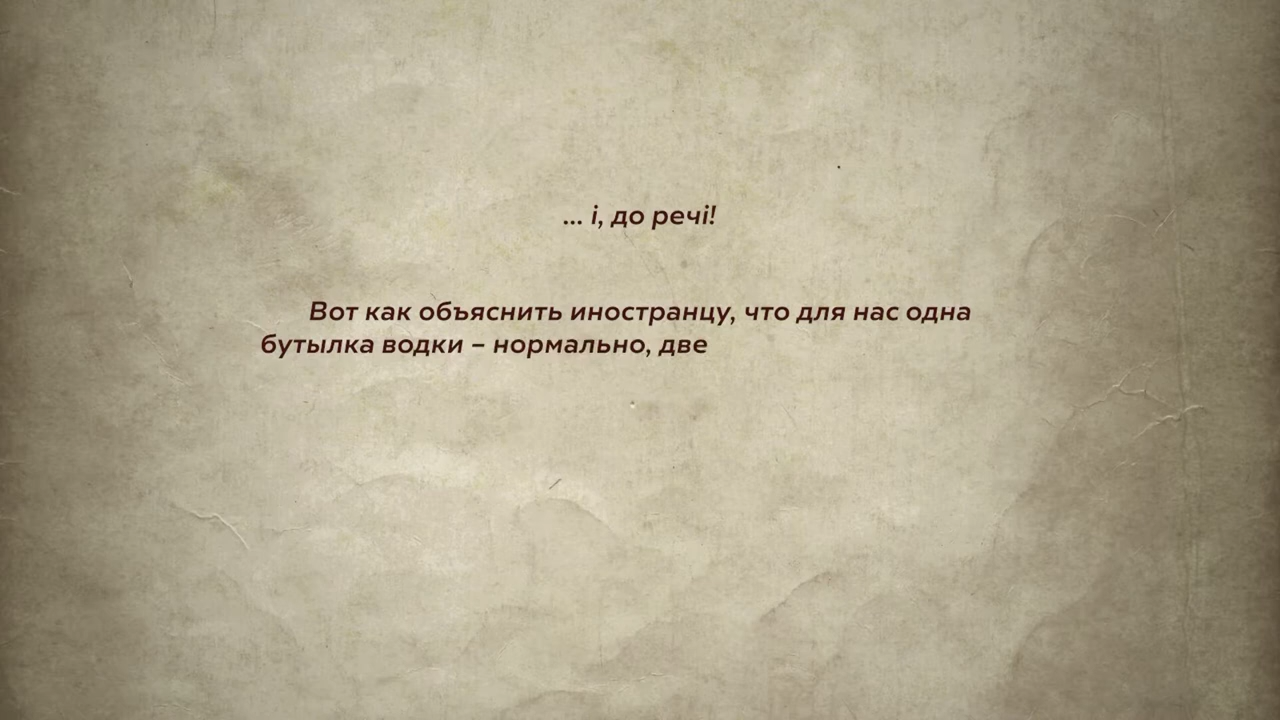 ... і, до речі!
Вот как объяснить иностранцу, что для нас одна
бутылка водки – нормально, две